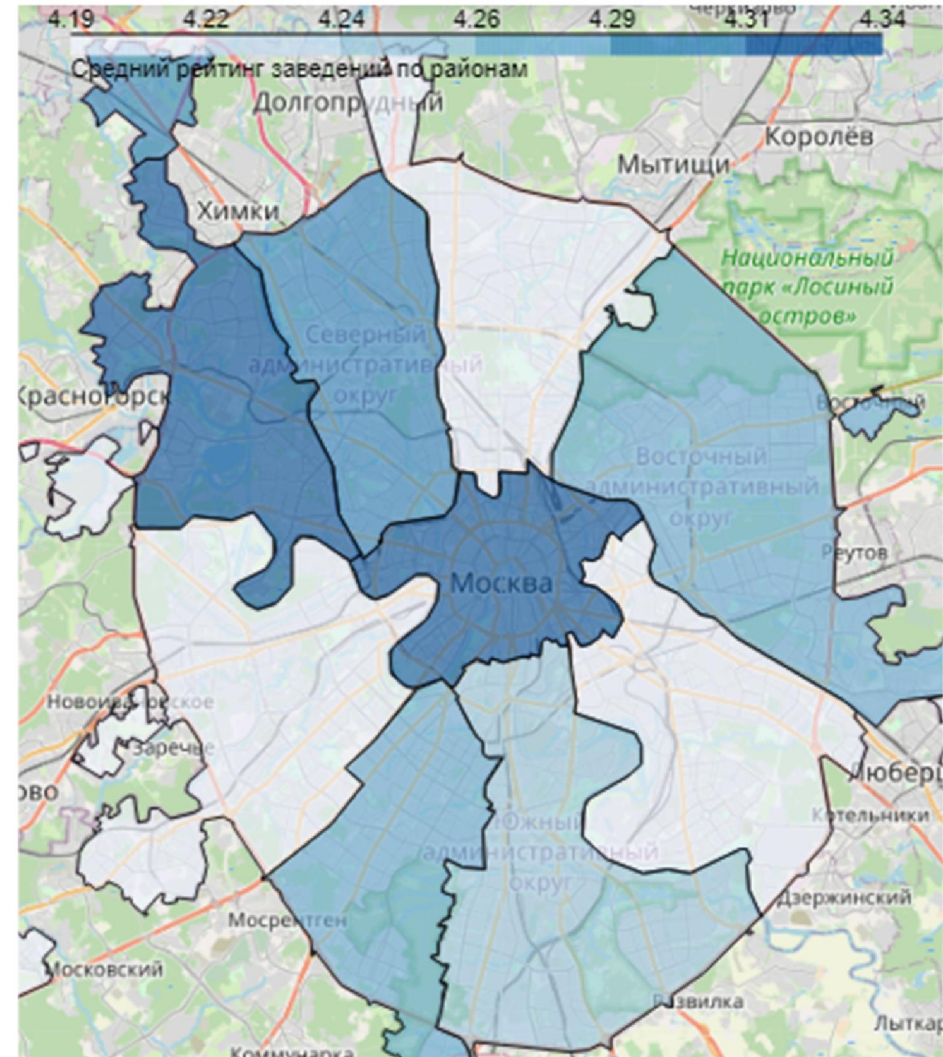 4.19 4.22 4.24 4.26 4.29 4.31 4.34
Средний рейтинг заведений по районам
Долгопрудный
Королёв
Мытищи
Химки
Национальный
парк «Лосиный
остров»
Северный
административный
округ
Красногорск
Восточный
Восточный
административный
округ
Реутов
Москва
Новоивановское
Заречье
Люберц
Котельники
Южный
административный
округ
Дзержинский
Мосрентген
Московский
Развилка
Лыткар
Коммунарка